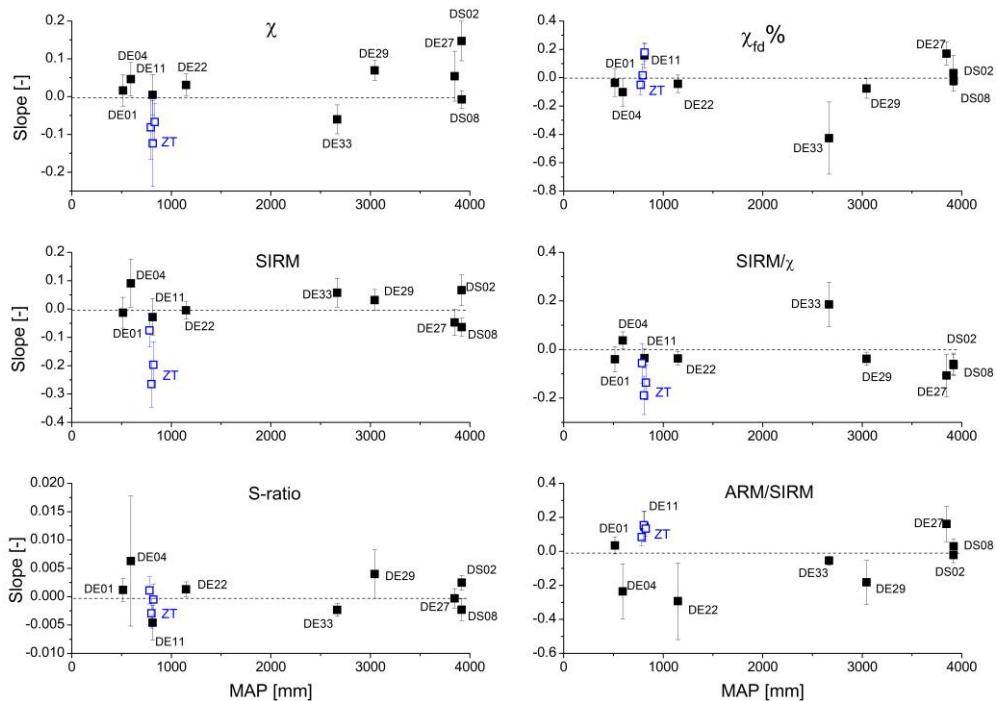 χ
χfd%
0.2
0.1
0.0
-0.1
-0.2
Slope [-]
DE04
DE01
DE11
DE22
ZT
DE33
DE29
DE27
DS02
DS08
0 1000 2000 3000 4000
0.4
0.2
0.0
-0.2
-0.4
-0.6
-0.8
DE01
DE04
DE11
ZT
DE22
DE33
DE29
DE27
DS02
DS08
0 1000 2000 3000 4000
SIRM
0.2
0.1
0.0
-0.1
-0.2
-0.3
-0.4
Slope [-]
DE04
DE01
DE11
DE22
ZT
DE33
DE29
DE27
DS02
DS08
0 1000 2000 3000 4000
SIRM/χ
0.4
0.2
0.0
-0.2
DE04
DE01
DE11
DE22
ZT
DE33
DE29
DE27
DS02
DS08
0 1000 2000 3000 4000
S-ratio
0.020
0.015
0.010
0.005
0.000
-0.005
-0.010
Slope [-]
DE04
DE01
DE22
ZT
DE11
DE33
DE29
DE27
DS02
DS08
0 1000 2000 3000 4000
MAP [mm]
ARM/SIRM
0.4
0.2
0.0
-0.2
-0.4
-0.6
DE01
DE11
ZT
DE04
DE22
DE33
DE29
DE27
DS08
DS02
0 1000 2000 3000 4000
MAP [mm]